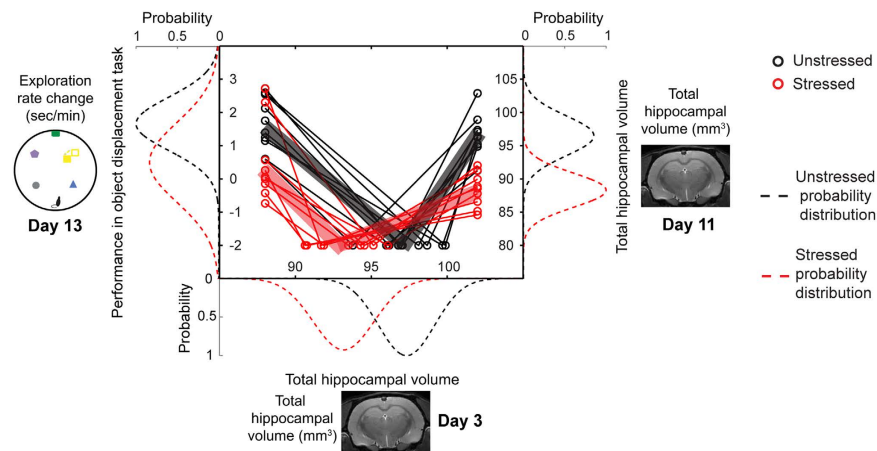 Probability
1 0.5 0
Probability
0 0.5 1
Exploration
rate change
(sec/min)
Day 13
Performance in object displacement task
3
2
1
0
-1
-2
105
100
95
90
85
80
90 95 100
Total hippocampal volume
Total
hippocampal
volume (mm³)
Day 11
Unstressed
Stressed
Unstressed
probability
distribution
Stressed
probability
distribution
Probability
0
0.5
1
Total hippocampal volume
Total
hippocampal
volume (mm³)
Day 3